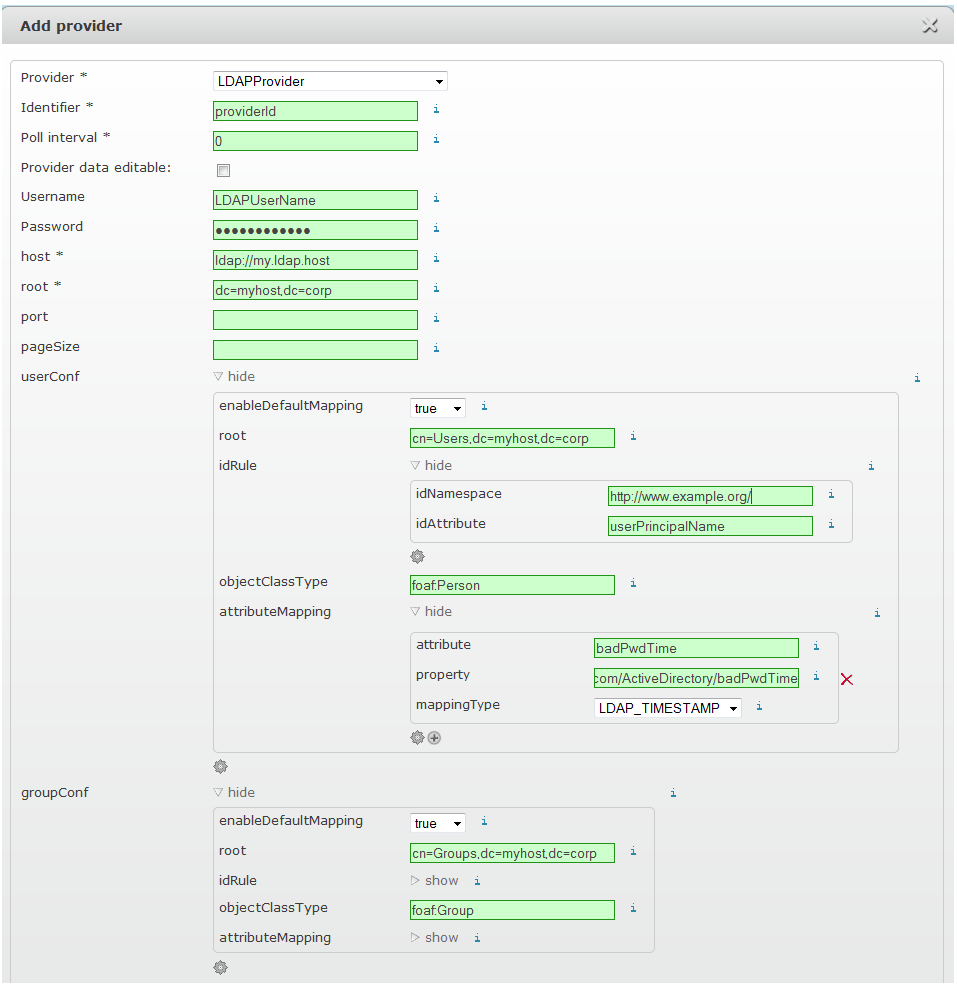 Add provider
Provider * LDAPProvider
Identifier * providerId i
Poll interval * 0 i
Provider data editable:
Username LDAPUserName i
Password ●●●●●●●●●●●● i
host * ldap://my.ldap.host i
root * dc=myhost,dc=corp i
port i
pageSize i
userConf hide i
enableDefaultMapping true i
root cn=Users,dc=myhost,dc=corp i
idRule hide i
idNamespace http://www.example.org/ i
idAttribute userPrincipalName i
objectClassType foaf:Person i
attributeMapping hide i
attribute badPwdTime i
property com/ActiveDirectory/badPwdTime i
mappingType LDAP_TIMESTAMP i
groupConf hide i
enableDefaultMapping true i
root cn=Groups,dc=myhost,dc=corp i
idRule show i
objectClassType foaf:Group i
attributeMapping show i